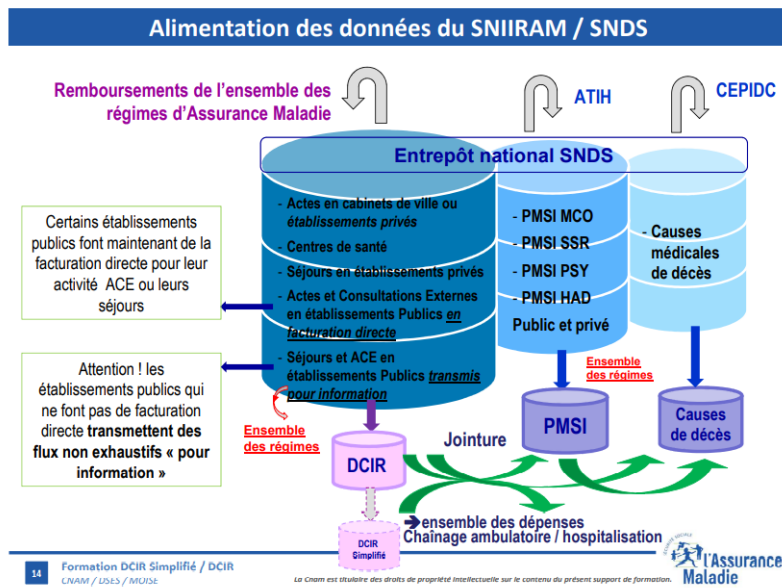 Alimentation des données du SNIIRAM / SNDS
Remboursements de l'ensemble des
régimes d'Assurance Maladie
ATIH
CEPIDC
Entrepôt national SNDS
- Actes en cabinets de ville ou
établissements privés
- Centres de santé
- Séjours en établissements privés
- Actes et Consultations Externes
en établissements Publics en
facturation directe
- Séjours et ACE en
établissements Publics transmis
pour information
- PMSI MCO
- PMSI SSR
- PMSI PSY
- PMSI HAD
Public et privé
- Causes
médicales
de décès
Certains établissements
publics font maintenant de la
facturation directe pour leur
activité ACE ou leurs
séjours
Attention ! les
établissements publics qui
ne font pas de facturation
directe transmettent des
flux non exhaustifs « pour
information »
Ensemble
des régimes
Ensemble
des régimes
DCIR
Jointure
PMSI
Causes
de décès
DCIR
Simplifié
➔ensemble des dépenses
Chaînage ambulatoire / hospitalisation /
14
Formation DCIR Simplifié / DCIR
CNAM / DSES / MOISE
La Cnam est titulaire des droits de propriété intellectuelle sur le contenu du présent support de formation.
l'Assurance
Maladie